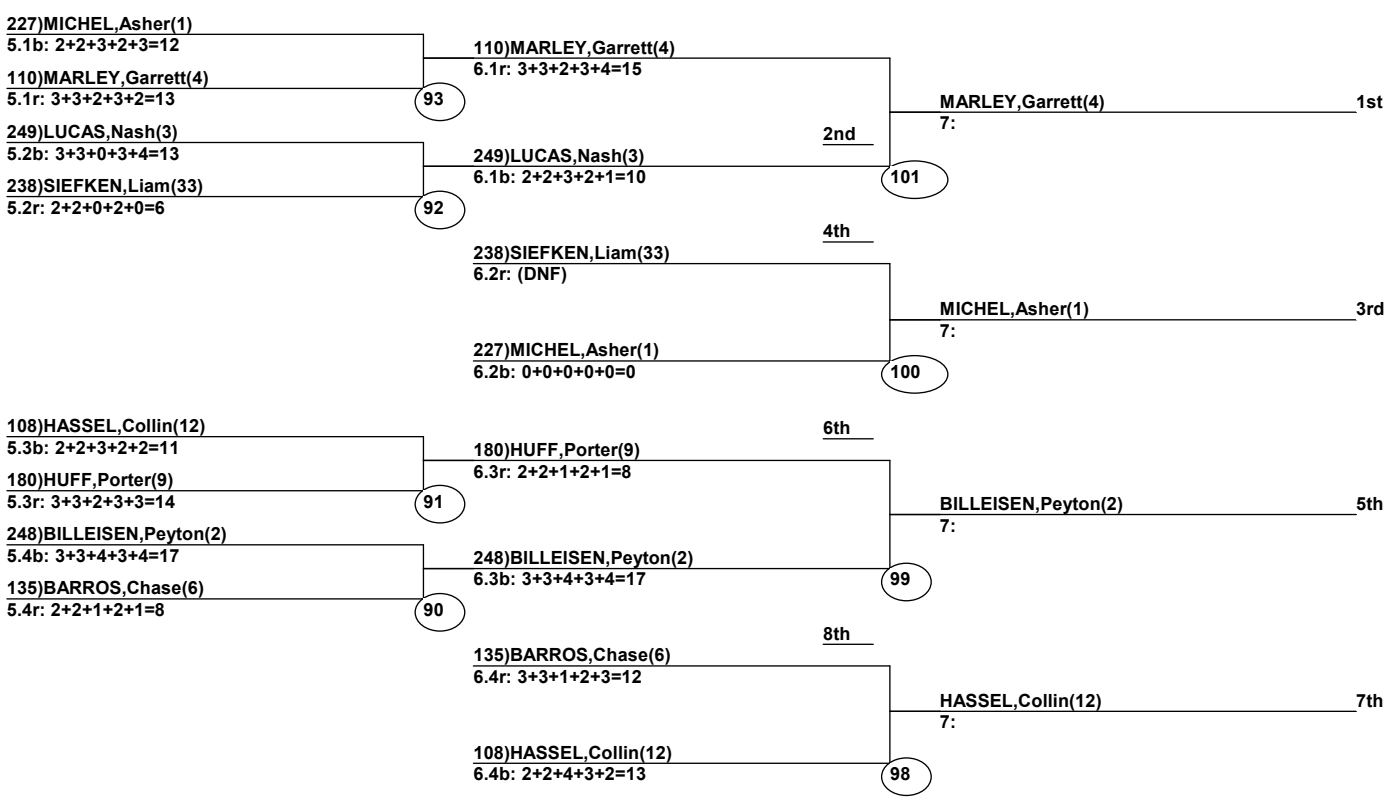 227)MICHEL,Asher(1)
5.1b: 2+2+3+2+3=12
110)MARLEY,Garrett(4)
5.1r: 3+3+2+3+2=13
93
249)LUCAS,Nash(3)
5.2b: 3+3+0+3+4=13
238)SIEFKEN,Liam(33)
5.2r: 2+2+0+2+0=6
92
110)MARLEY,Garrett(4)
6.1r: 3+3+2+3+4=15
249)LUCAS,Nash(3)
6.1b: 2+2+3+2+1=10
2nd
101
MARLEY,Garrett(4)
7:
1st
238)SIEFKEN,Liam(33)
6.2r: (DNF)
227)MICHEL,Asher(1)
6.2b: 0+0+0+0+0=0
4th
100
MICHEL,Asher(1)
7:
3rd
108)HASSEL,Collin(12)
5.3b: 2+2+3+2+2=11
180)HUFF,Porter(9)
5.3r: 3+3+2+3+3=14
91
248)BILLEISEN,Peyton(2)
5.4b: 3+3+4+3+4=17
135)BARROS,Chase(6)
5.4r: 2+2+1+2+1=8
90
180)HUFF,Porter(9)
6.3r: 2+2+1+2+1=8
248)BILLEISEN,Peyton(2)
6.3b: 3+3+4+3+4=17
6th
99
BILLEISEN,Peyton(2)
7:
5th
135)BARROS,Chase(6)
6.4r: 3+3+1+2+3=12
108)HASSEL,Collin(12)
6.4b: 2+2+4+3+2=13
8th
98
HASSEL,Collin(12)
7:
7th